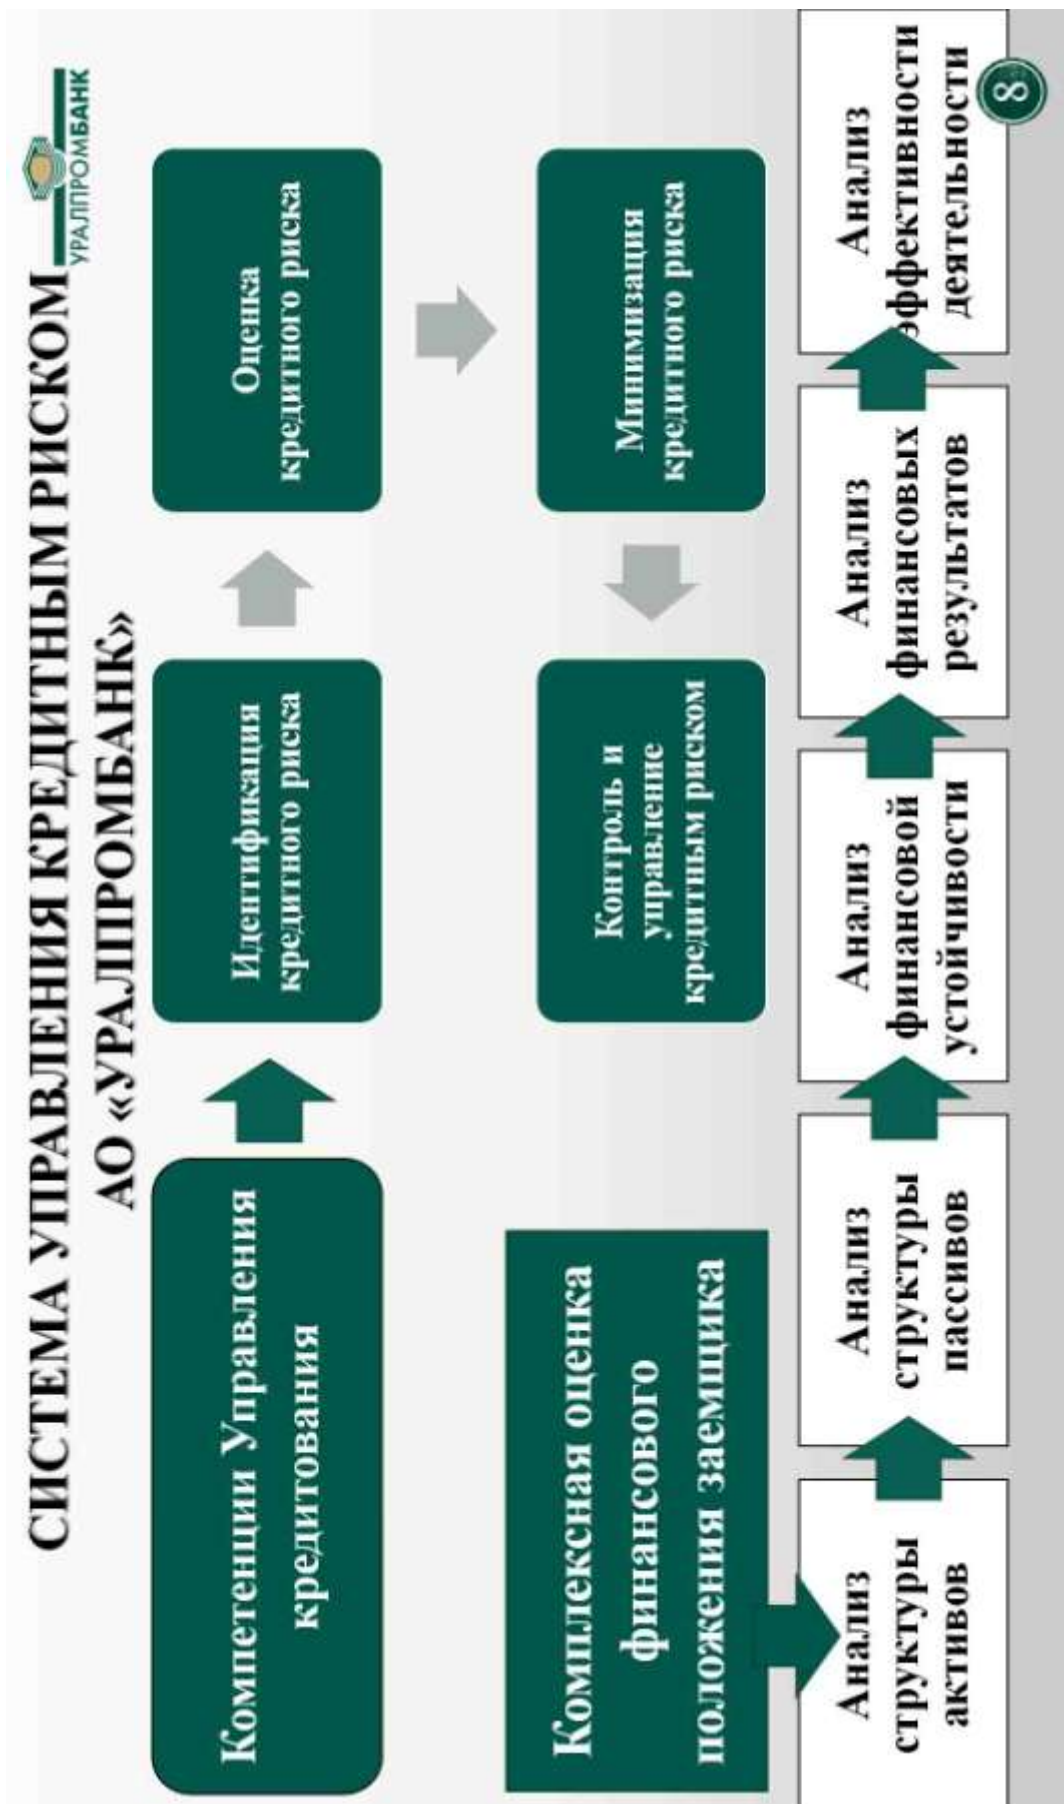 СИСТЕМА УПРАВЛЕНИЯ КРЕДИТНЫМ РИСКОМ
АО «УРАЛПРОМБАНК»
УРАЛПРОМБАНК
Компетенции Управления
кредитования
Идентификация
кредитного риска
Оценка
кредитного риска
Комплексная оценка
финансового
положения заемщика
Контроль и
управление
кредитным риском
Минимизация
кредитного риска
Анализ
структуры
активов
Анализ
структуры
пассивов
Анализ
финансовой
устойчивости
Анализ
финансовых
результатов
Анализ
эффективности
деятельности
8